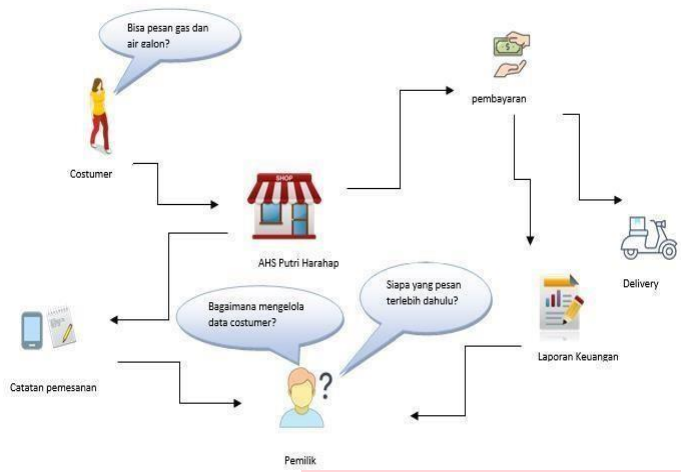 Bisa pesan gas dan
air galon?
pembayaran
Costumer
SHOP
AHS Putri Harahap
Delivery
Siapa yang pesan
terlebih dahulu?
Bagaimana mengelola
data costumer?
Laporan Keuangan
Catatan pemesanan
?
Pemilik